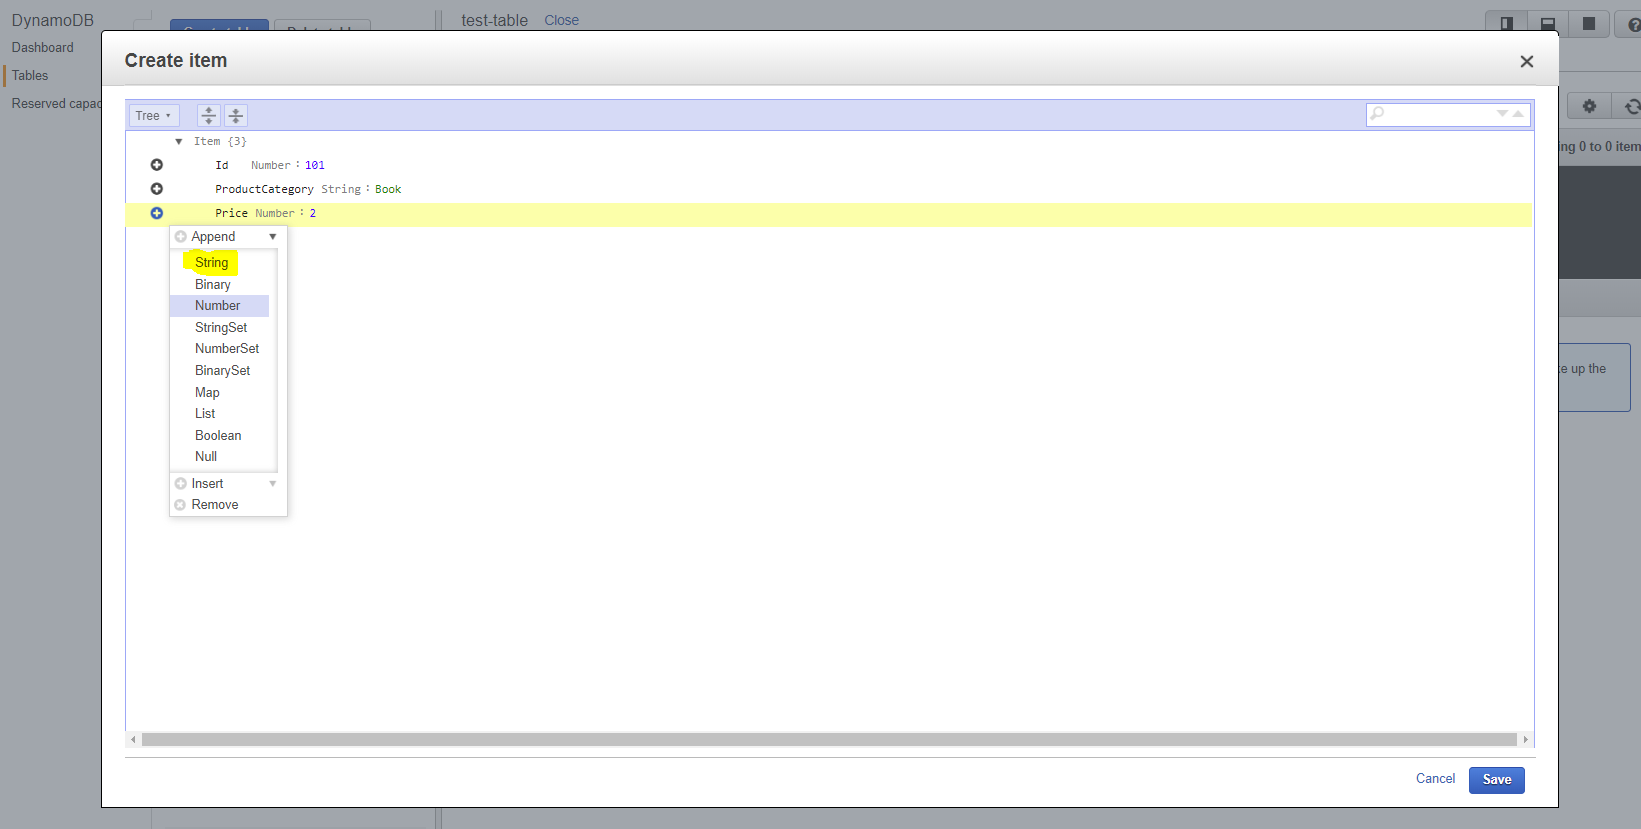 DynamoDB
Dashboard
Tables
Reserved capac
test-table Close
Create item
Tree
Item {3}
Id Number : 101
ProductCategory String : Book
Price Number : 2
Append
String
Binary
Number
StringSet
NumberSet
BinarySet
Map
List
Boolean
Null
Insert
Remove
ing 0 to 0 item
e up the
Cancel Save